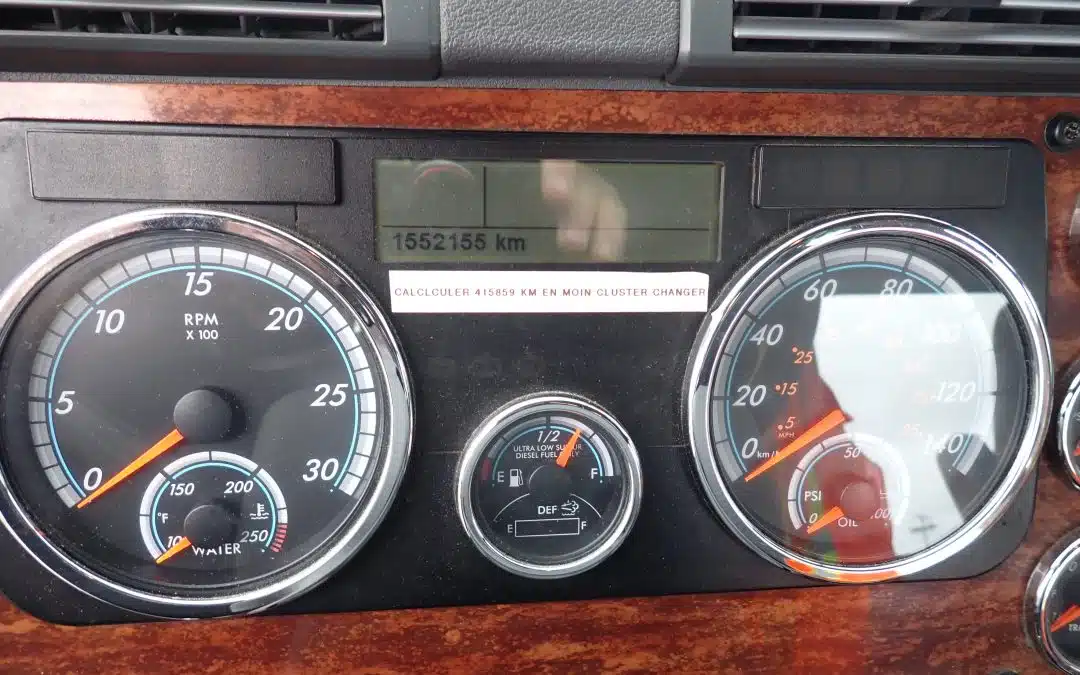 1552155 km
CALCLCULER 415859 KM EN MOIN CLUSTER CHANGER
0
5
10
15
20
25
30
RPM
X 100
150
200
250
°F
WATER
1/2
ULTRA LOW
DIESEL FUEL ONLY
E
F
DEF
E
F
0
20
40
60
80
120
140
5
15
25
MPH
50
PSI
0
OIL